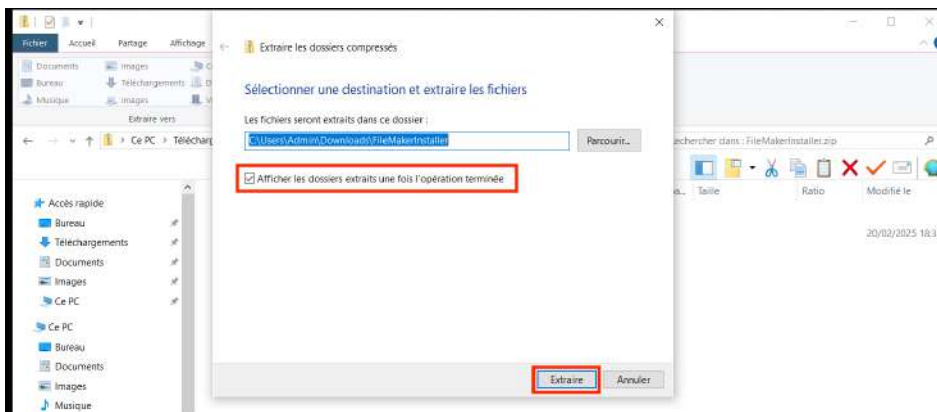 Fichier Accueil Partage Affichage
Documents Images
Bureau Téléchargements
Musique Images
Extraire vers
Ce PC > Téléchar
Extraire les dossiers compressés
Sélectionner une destination et extraire les fichiers
Les fichiers seront extraits dans ce dossier :
C:\Users\Admin\Downloads\FileMakerInstaller
Parcourir...
Afficher les dossiers extraits une fois l'opération terminée
Extraire Annuler
echercher dans : FileMakerInstaller.zip
Taille Ratio Modifié le
20/02/2025 18:3
Accès rapide
Bureau
Téléchargements
Documents
Images
Ce PC
Ce PC
Bureau
Documents
Images
Musique